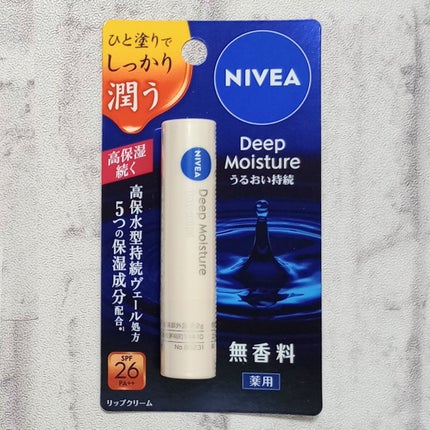 ひと塗りで
しっかり
潤う
NIVEA
Deep
Moisture
うるおい持続
高保湿
続く
高保水型持続ヴェール処方
5つの保湿成分配合*¹
NIVEA
Deep Moisture
SPF
26
PA++
無香料
薬用
リップクリーム